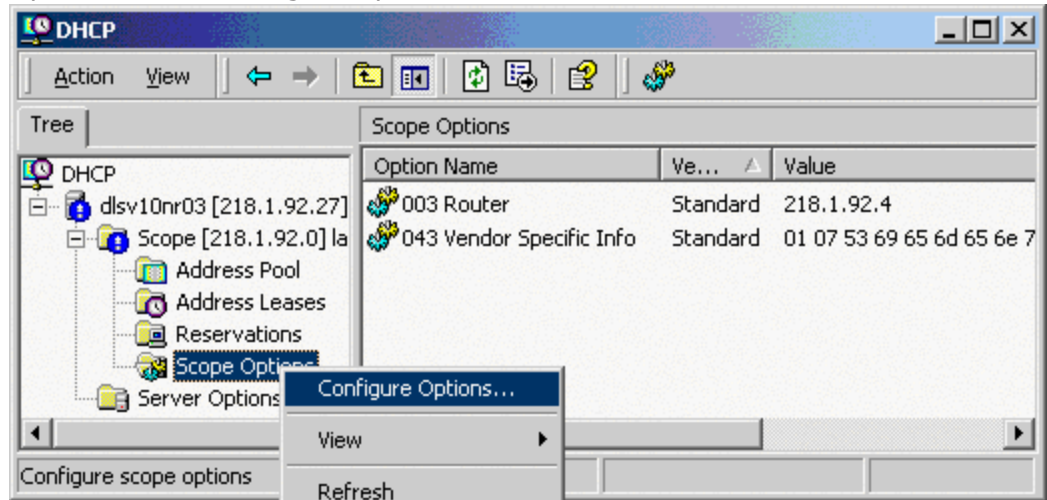 DHCP
Action View
Tree
Scope Options
DHCP
Option Name Ve... Value
dlsv10nr03 [218.1.92.27]
003 Router Standard 218.1.92.4
Scope [218.1.92.0] la
043 Vendor Specific Info Standard 01 07 53 69 65 6d 65 6e 7
Address Pool
Address Leases
Reservations
Scope Options
Configure Options...
Server Options
View
Configure scope options
Refresh